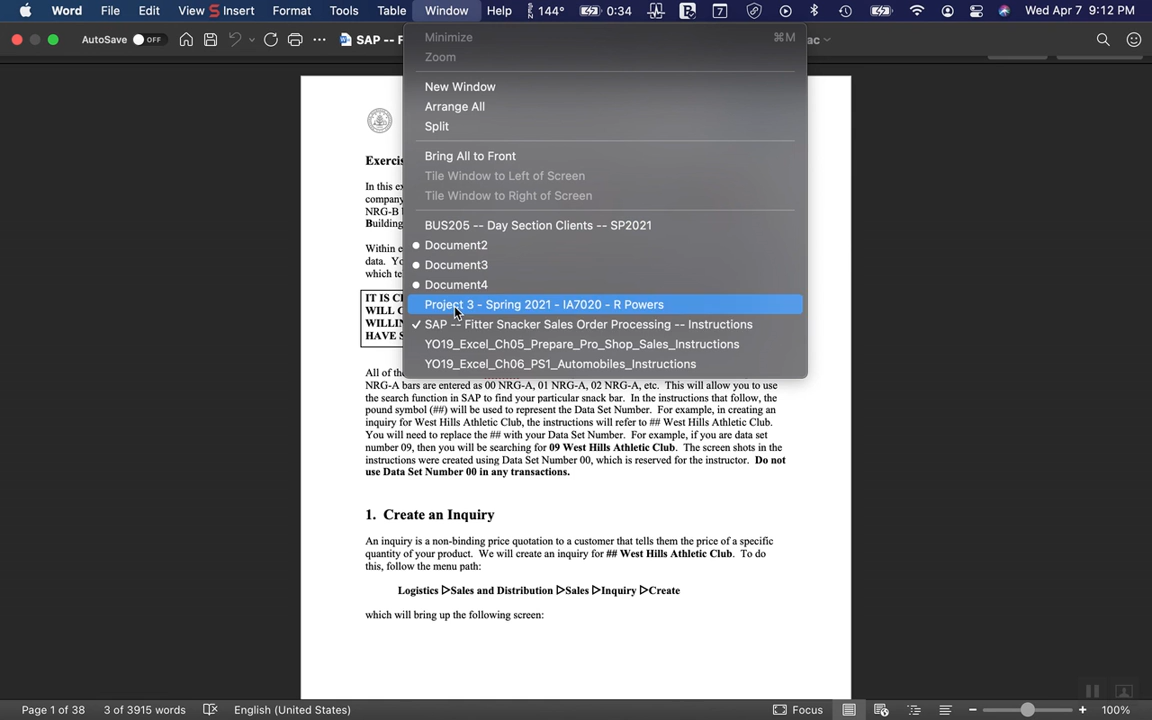 Word File Edit View Insert Format Tools Table Window Help 144° 0:34 7 Wed Apr 7 9:12 PM
AutoSave OFF SAP -- F ac
Minimize ⌘M
Zoom
New Window
Arrange All
Split
Bring All to Front
Tile Window to Left of Screen
Tile Window to Right of Screen
BUS205 -- Day Section Clients -- SP2021
Document2
Document3
Document4
Project 3 - Spring 2021 - IA7020 - R Powers
✓ SAP -- Fitter Snacker Sales Order Processing -- Instructions
YO19_Excel_Ch05_Prepare_Pro_Shop_Sales_Instructions
YO19_Excel_Ch06_PS1_Automobiles_Instructions
Exercis
In this ex
company
NRG-B
Building
Within e
data. Yo
which te
IT IS CI
WILL
WILLIN
HAVE S
All of the
NRG-A bars are entered as 00 NRG-A, 01 NRG-A, 02 NRG-A, etc. This will allow you to use
the search function in SAP to find your particular snack bar. In the instructions that follow, the
pound symbol (##) will be used to represent the Data Set Number. For example, in creating an
inquiry for West Hills Athletic Club, the instructions will refer to ## West Hills Athletic Club.
You will need to replace the ## with your Data Set Number. For example, if you are data set
number 09, then you will be searching for 09 West Hills Athletic Club. The screen shots in the
instructions were created using Data Set Number 00, which is reserved for the instructor. Do not
use Data Set Number 00 in any transactions.
1. Create an Inquiry
An inquiry is a non-binding price quotation to a customer that tells them the price of a specific
quantity of your product. We will create an inquiry for ## West Hills Athletic Club. To do
this, follow the menu path:
Logistics ▷Sales and Distribution ▷Sales ▷Inquiry ▷Create
which will bring up the following screen:
Page 1 of 38 3 of 3915 words English (United States) Focus 100%